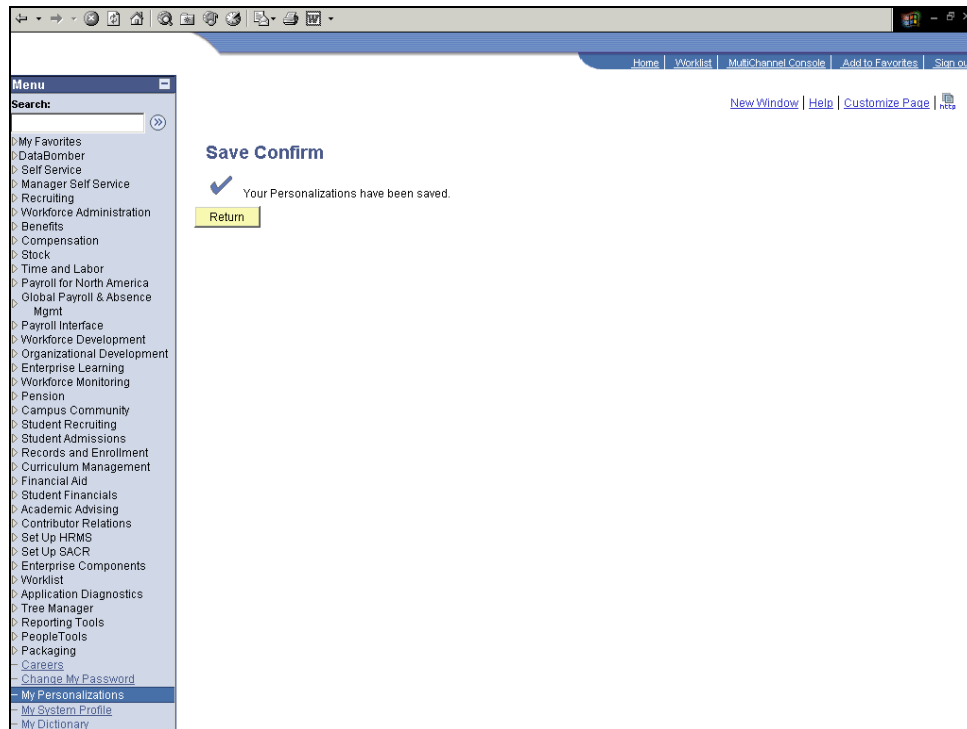 Home | Worklist | MultiChannel Console | Add to Favorites | Sign ou
Menu
Search:
New Window | Help | Customize Page | http
My Favorites
DataBomber
Self Service
Manager Self Service
Recruiting
Workforce Administration
Benefits
Compensation
Stock
Time and Labor
Payroll for North America
Global Payroll & Absence
Mgmt
Payroll Interface
Workforce Development
Organizational Development
Enterprise Learning
Workforce Monitoring
Pension
Campus Community
Student Recruiting
Student Admissions
Records and Enrollment
Curriculum Management
Financial Aid
Student Financials
Academic Advising
Contributor Relations
Set Up HRMS
Set Up SACR
Enterprise Components
Worklist
Application Diagnostics
Tree Manager
Reporting Tools
PeopleTools
Packaging
Careers
Change My Password
My Personalizations
My System Profile
My Dictionary
Save Confirm
Your Personalizations have been saved.
Return